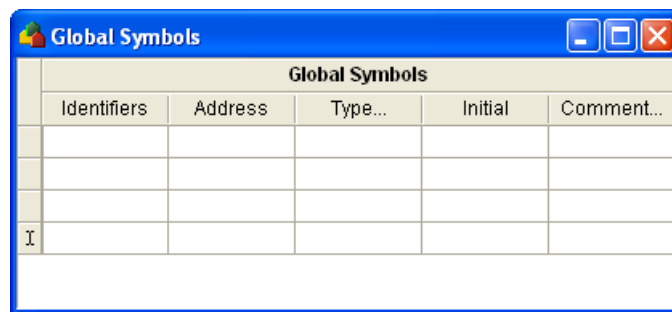 Global Symbols
Global Symbols
Identifiers Address Type... Initial Comment...